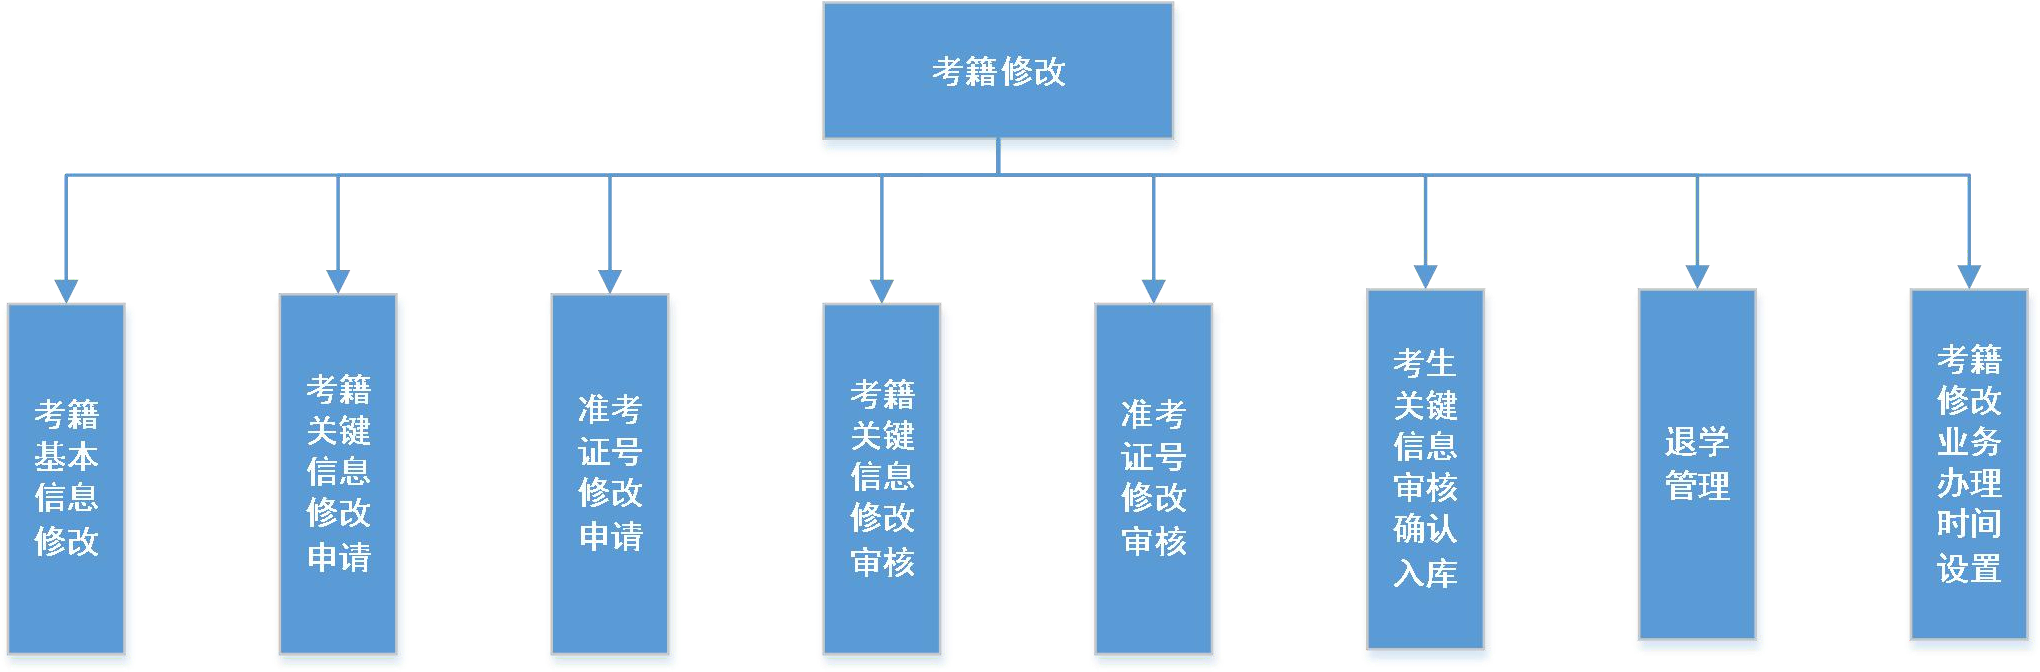 考籍修改
考籍
基本
信息
修改
考籍
关键
信息
修改
申请
准考
证号
修改
申请
考籍
关键
信息
修改
审核
准考
证号
修改
审核
考生
关键
信息
审核
确认
入库
退学
管理
考籍
修改
业务
办理
时间
设置